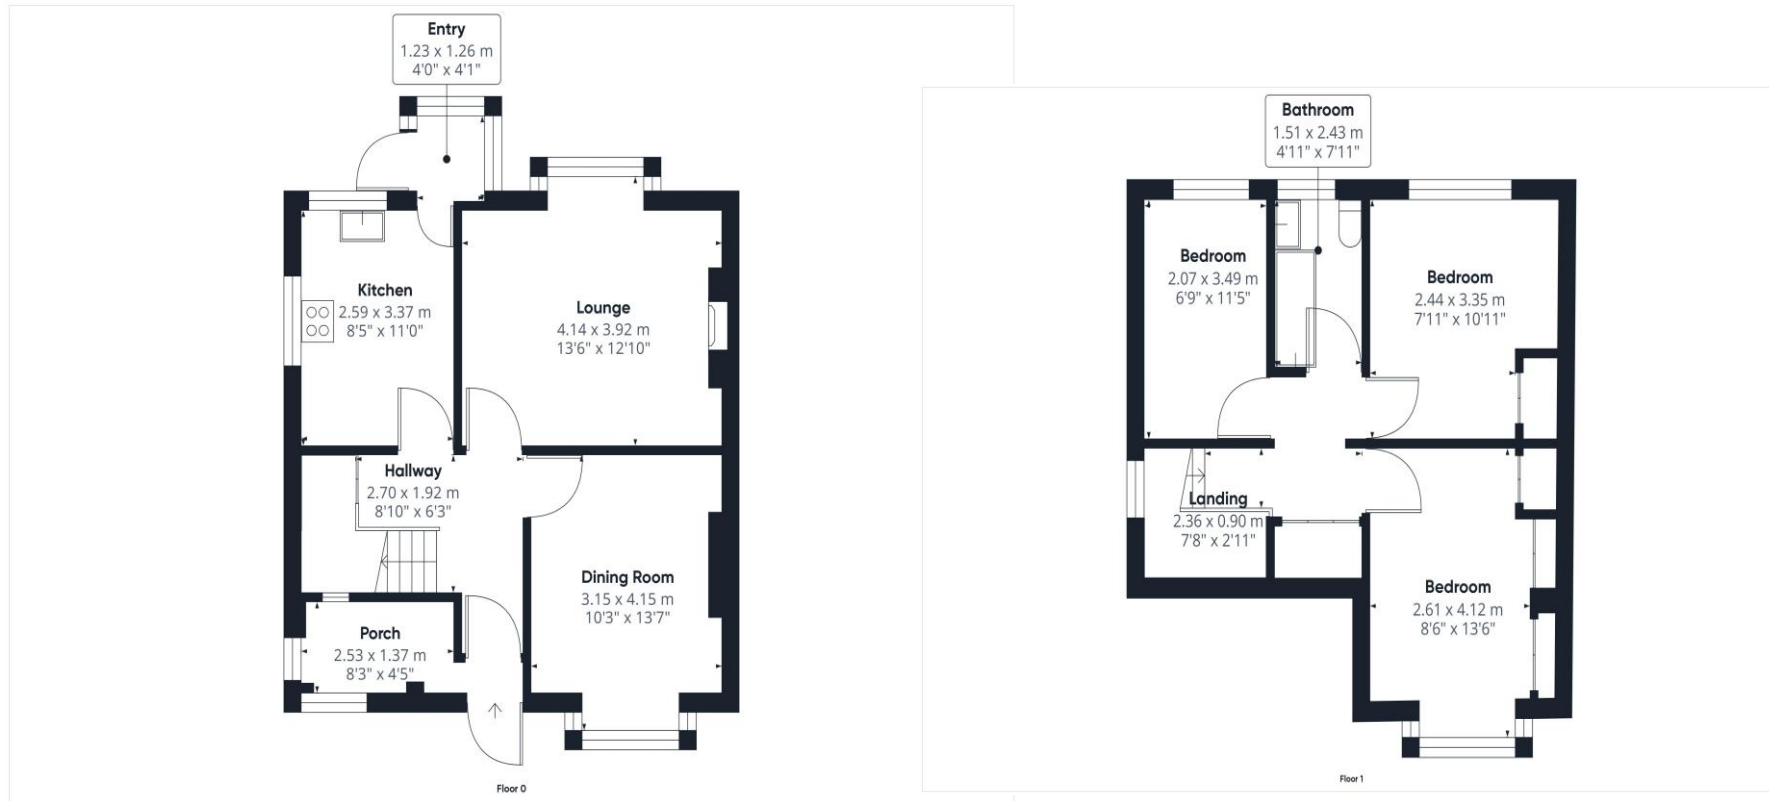 Entry
1.23 x 1.26 m
4'0" x 4'1"
Kitchen
2.59 x 3.37 m
8'5" x 11'0"
Lounge
4.14 x 3.92 m
13'6" x 12'10"
Hallway
2.70 x 1.92 m
8'10" x 6'3"
Dining Room
3.15 x 4.15 m
10'3" x 13'7"
Porch
2.53 x 1.37 m
8'3" x 4'5"
Floor 0
Bathroom
1.51 x 2.43 m
4'11" x 7'11"
Bedroom
2.07 x 3.49 m
6'9" x 11'5"
Bedroom
2.44 x 3.35 m
7'11" x 10'11"
Landing
2.36 x 0.90 m
7'8" x 2'11"
Bedroom
2.61 x 4.12 m
8'6" x 13'6"
Floor 1